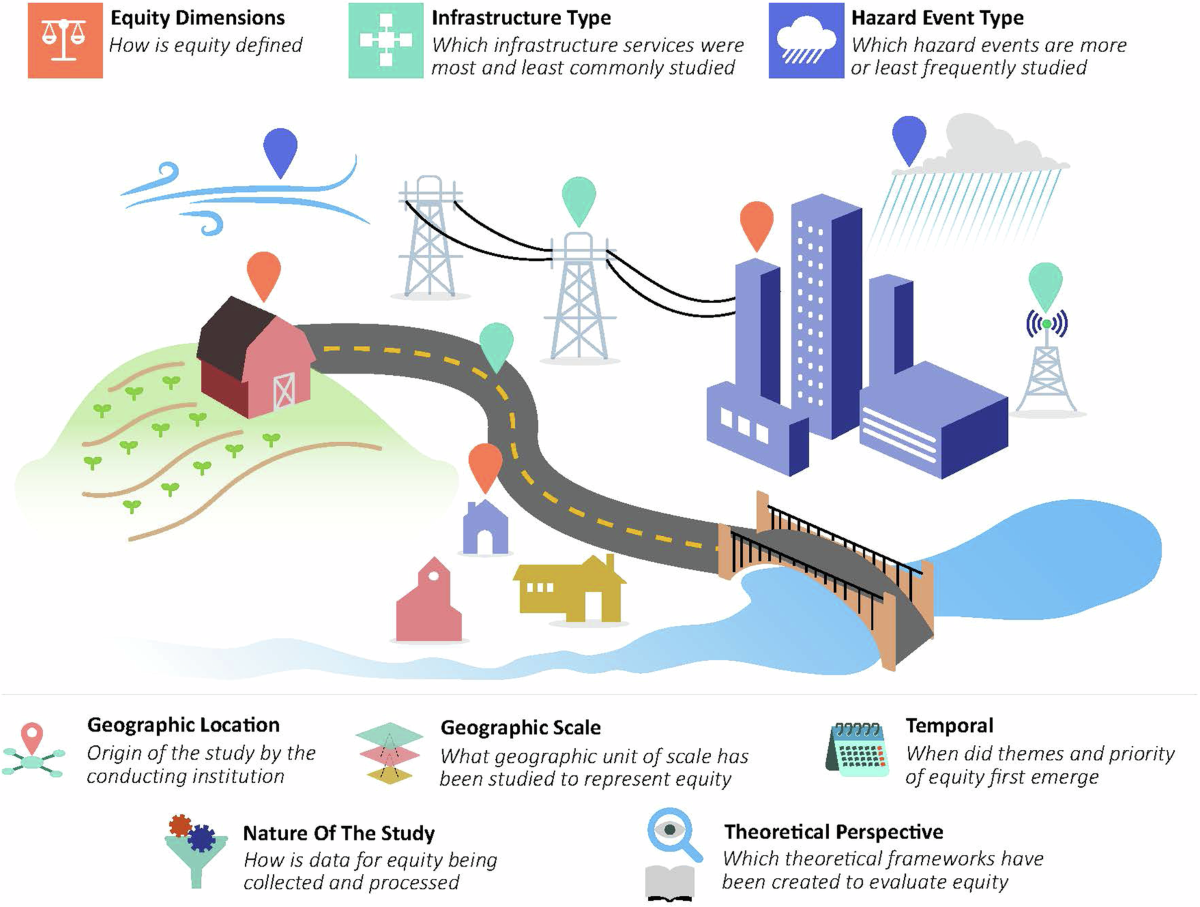 Equity Dimensions
How is equity defined
Infrastructure Type
Which infrastructure services were
most and least commonly studied
Hazard Event Type
Which hazard events are more
or least frequently studied
Geographic Location
Origin of the study by the
conducting institution
Geographic Scale
What geographic unit of scale has
been studied to represent equity
Temporal
When did themes and priority
of equity first emerge
Nature Of The Study
How is data for equity being
collected and processed
Theoretical Perspective
Which theoretical frameworks have
been created to evaluate equity